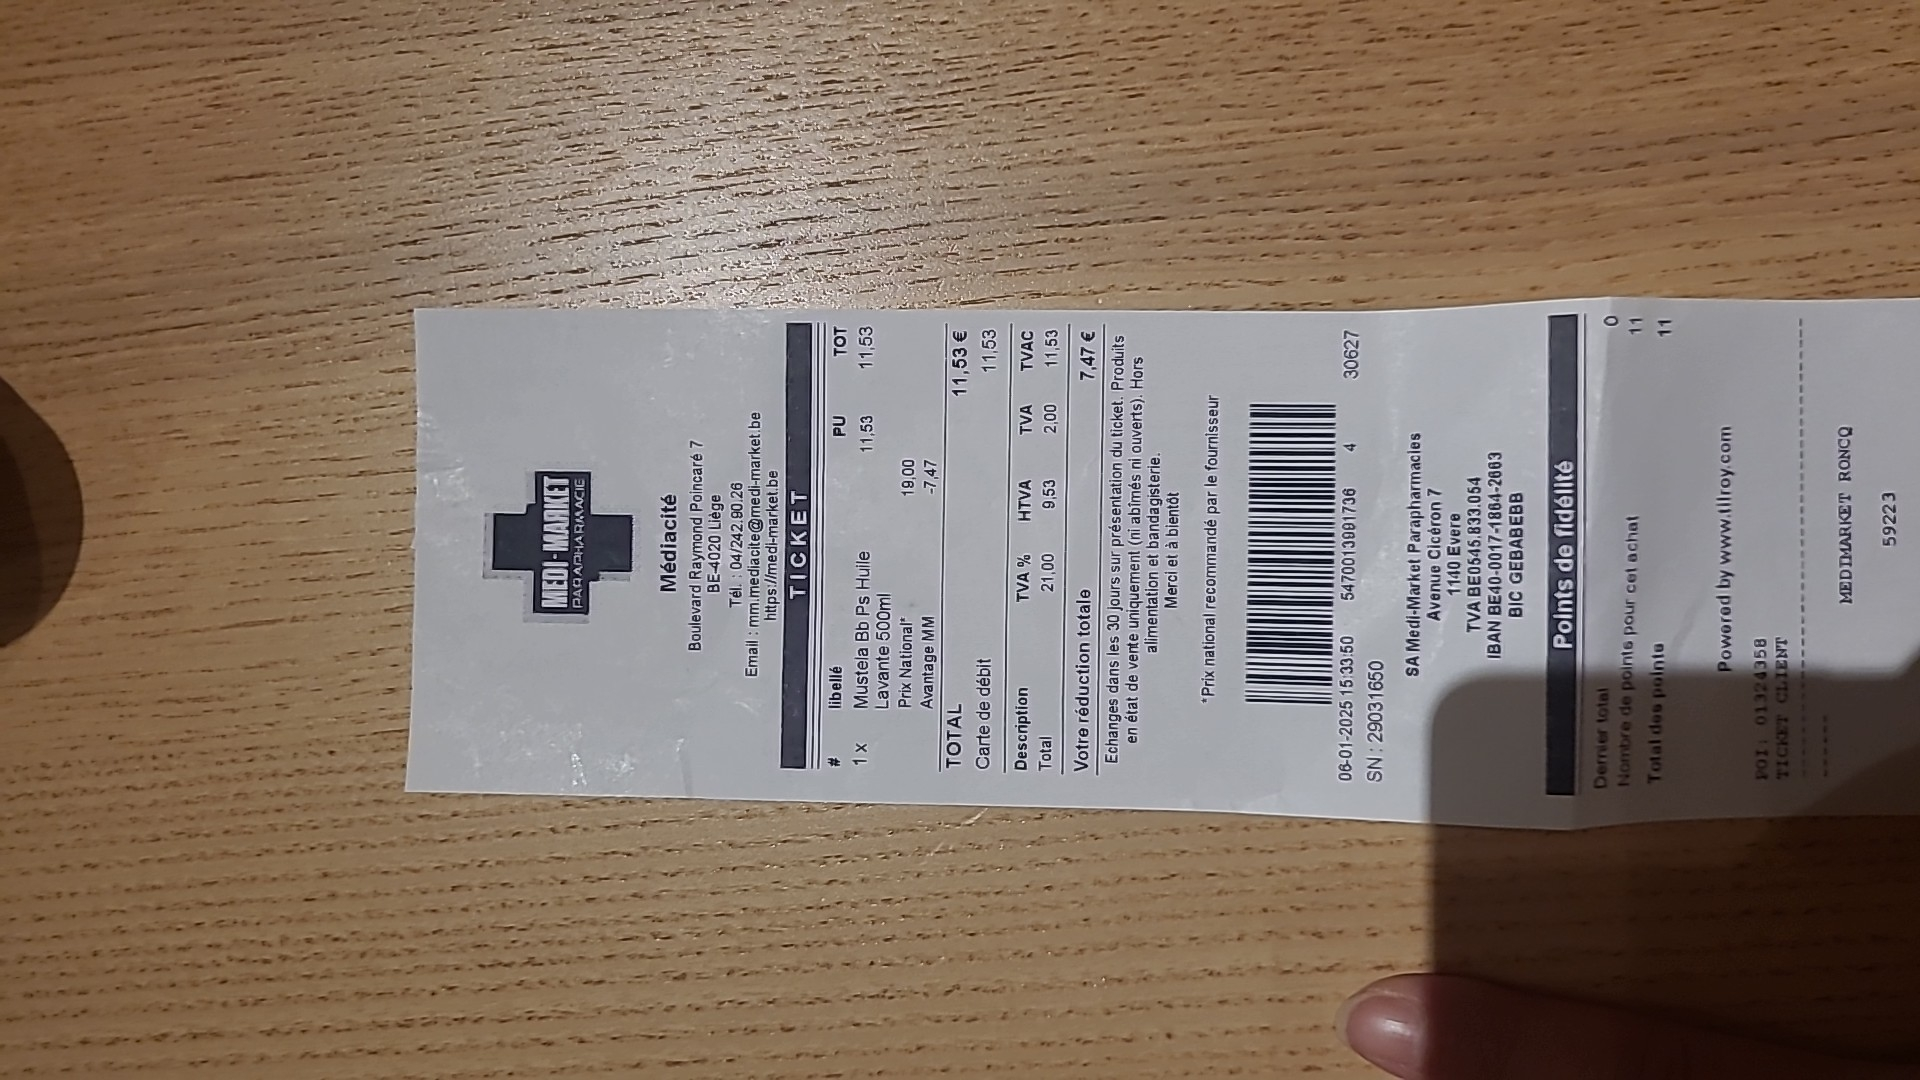 MEDI-MARKET
PARAPHARMACIE
Médiacité
Boulevard Raymond Poincaré 7
BE-4020 Liège
Tél. : 04/242.90.26
Email : mm.mediacite@medi-market.be
https://medi-market.be
TICKET
# libellé PU TOT
1 x Mustela Bb Ps Huile 11,53 11,53
Lavante 500ml
Prix National* 19,00
Avantage MM -7,47
TOTAL 11,53 €
Carte de débit 11,53
Description TVA % HTVA TVA TVAC
Total 21,00 9,53 2,00 11,53
Votre réduction totale 7,47 €
Echanges dans les 30 jours sur présentation du ticket. Produits
en état de vente uniquement (ni abîmés ni ouverts). Hors
alimentation et bandagisterie.
Merci et à bientôt
*Prix national recommandé par le fournisseur
06-01-2025 15:33:50 5470013991736 4 30627
SN : 29031650
SA Medi-Market Parapharmacies
Avenue Cicéron 7
1140 Evere
TVA BE0545.833.054
IBAN BE40-0017-1864-2663
BIC GEBABEBB
Points de fidélité
Dernier total 0
Nombre de points pour cet achat 11
Total des points 11
Powered by www.tilroy.com
POI: 01324358
TICKET CLIENT
MEDIMARKET RONCQ
59223